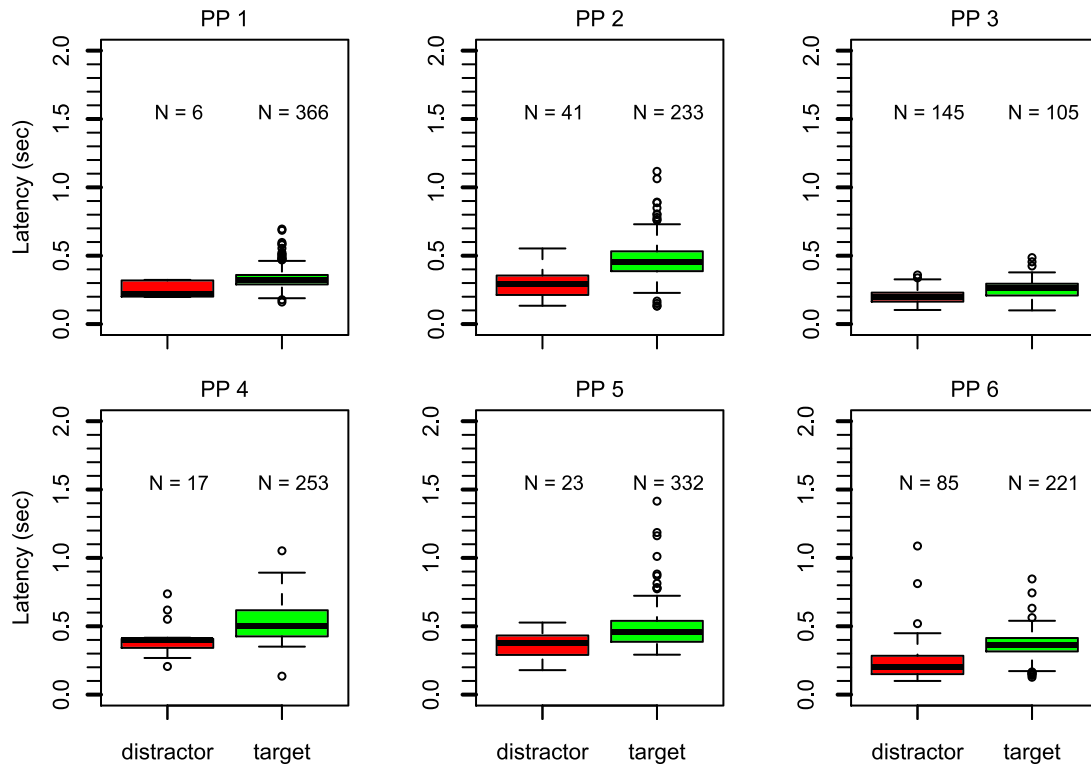 PP 1 PP 2 PP 3
2.0 2.0 2.0
N = 6 N = 366 N = 41 N = 233 N = 145 N = 105
1.5 1.5 1.5
Latency (sec)
1.0 1.0 1.0
0.5 0.5 0.5
0.0 0.0 0.0
PP 4 PP 5 PP 6
2.0 2.0 2.0
N = 17 N = 253 N = 23 N = 332 N = 85 N = 221
1.5 1.5 1.5
Latency (sec)
1.0 1.0 1.0
0.5 0.5 0.5
0.0 0.0 0.0
distractor target distractor target distractor target